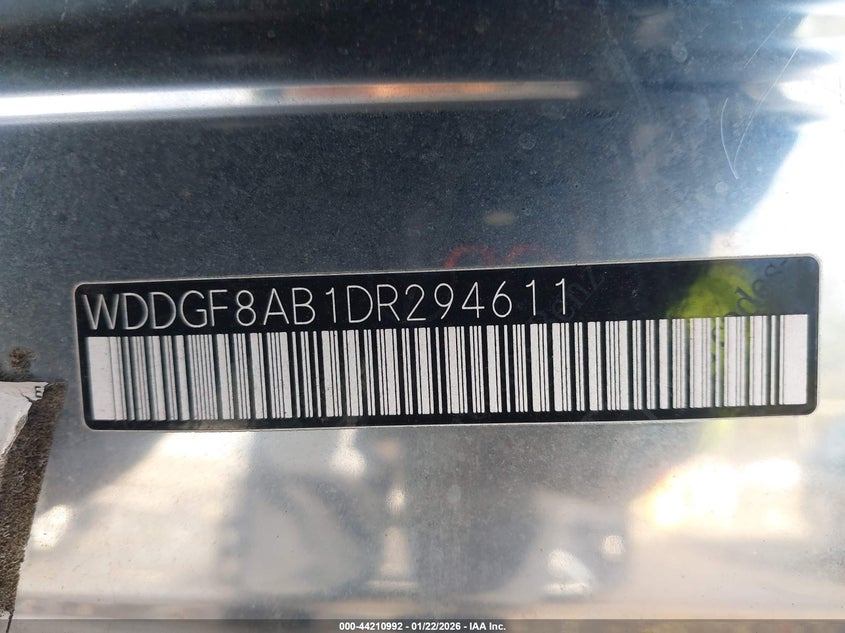 WDDGF8AB1DR294611
000-44210992 - 01/22/2026 - IAA Inc.